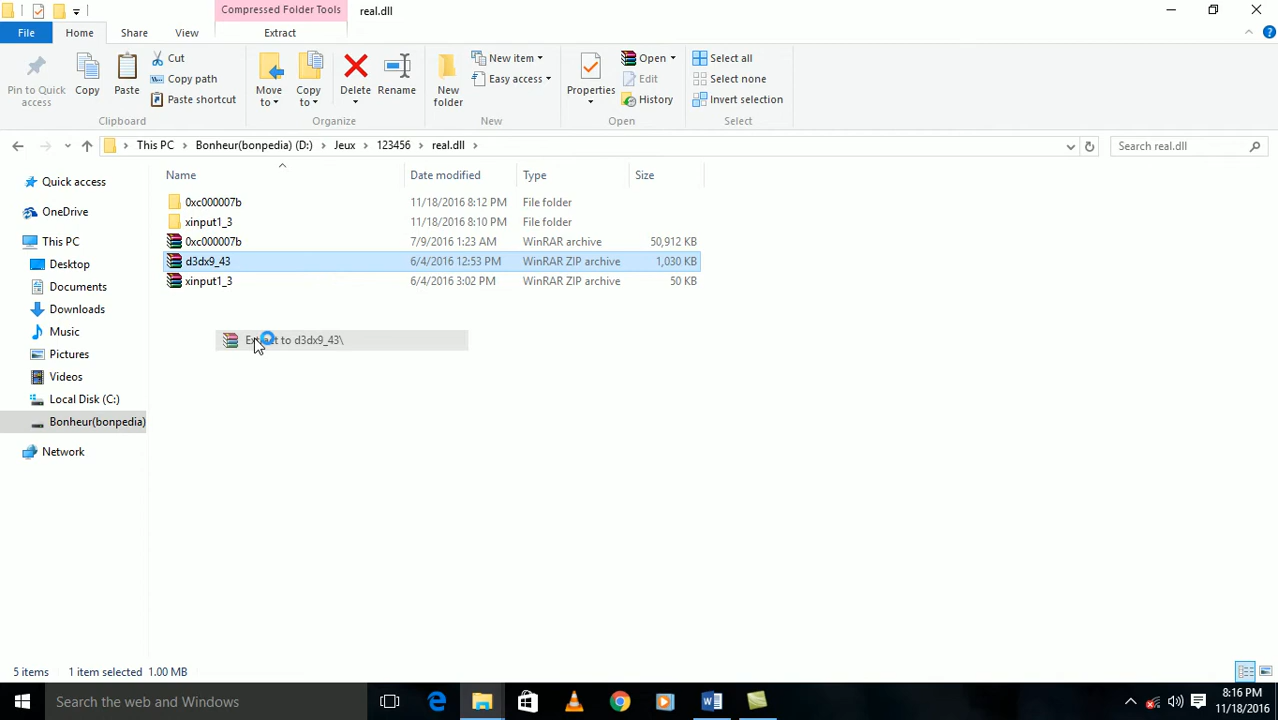 Compressed Folder Tools
real.dll
File
Home
Share
View
Extract
Pin to Quick
access
Copy
Paste
Cut
Copy path
Paste shortcut
Clipboard
Move
to
Copy
to
Delete
Rename
Organize
New
folder
New item
Easy access
New
Properties
Open
Edit
History
Open
Select all
Select none
Invert selection
Select
This PC
Bonheur(bonpedia) (D:)
Jeux
123456
real.dll
Search real.dll
Name
Date modified
Type
Size
0xc000007b 11/18/2016 8:12 PM File folder
xinput1_3 11/18/2016 8:10 PM File folder
0xc000007b 7/9/2016 1:23 AM WinRAR archive 50,912 KB
d3dx9_43 6/4/2016 12:53 PM WinRAR ZIP archive 1,030 KB
xinput1_3 6/4/2016 3:02 PM WinRAR ZIP archive 50 KB
Extract to d3dx9_43\
Quick access
OneDrive
This PC
Desktop
Documents
Downloads
Music
Pictures
Videos
Local Disk (C:)
Bonheur(bonpedia)
Network
5 items
1 item selected 1.00 MB
Search the web and Windows
8:16 PM
11/18/2016